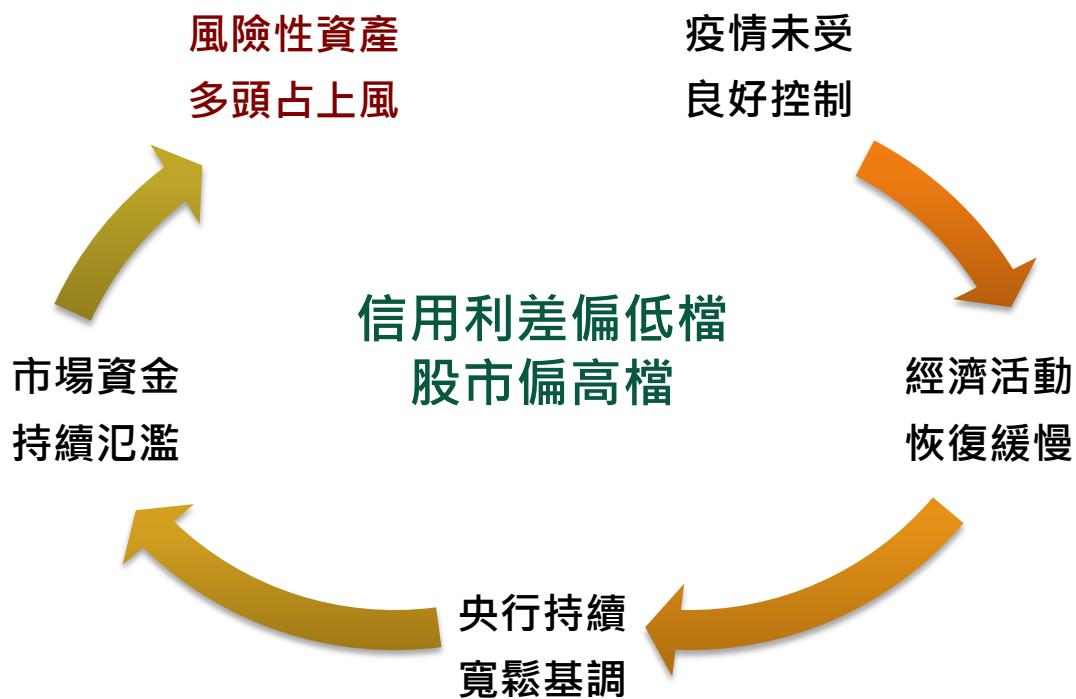 風險性資產
多頭占上風
疫情未受
良好控制
信用利差偏低檔
股市偏高檔
市場資金
持續氾濫
經濟活動
恢復緩慢
央行持續
寬鬆基調